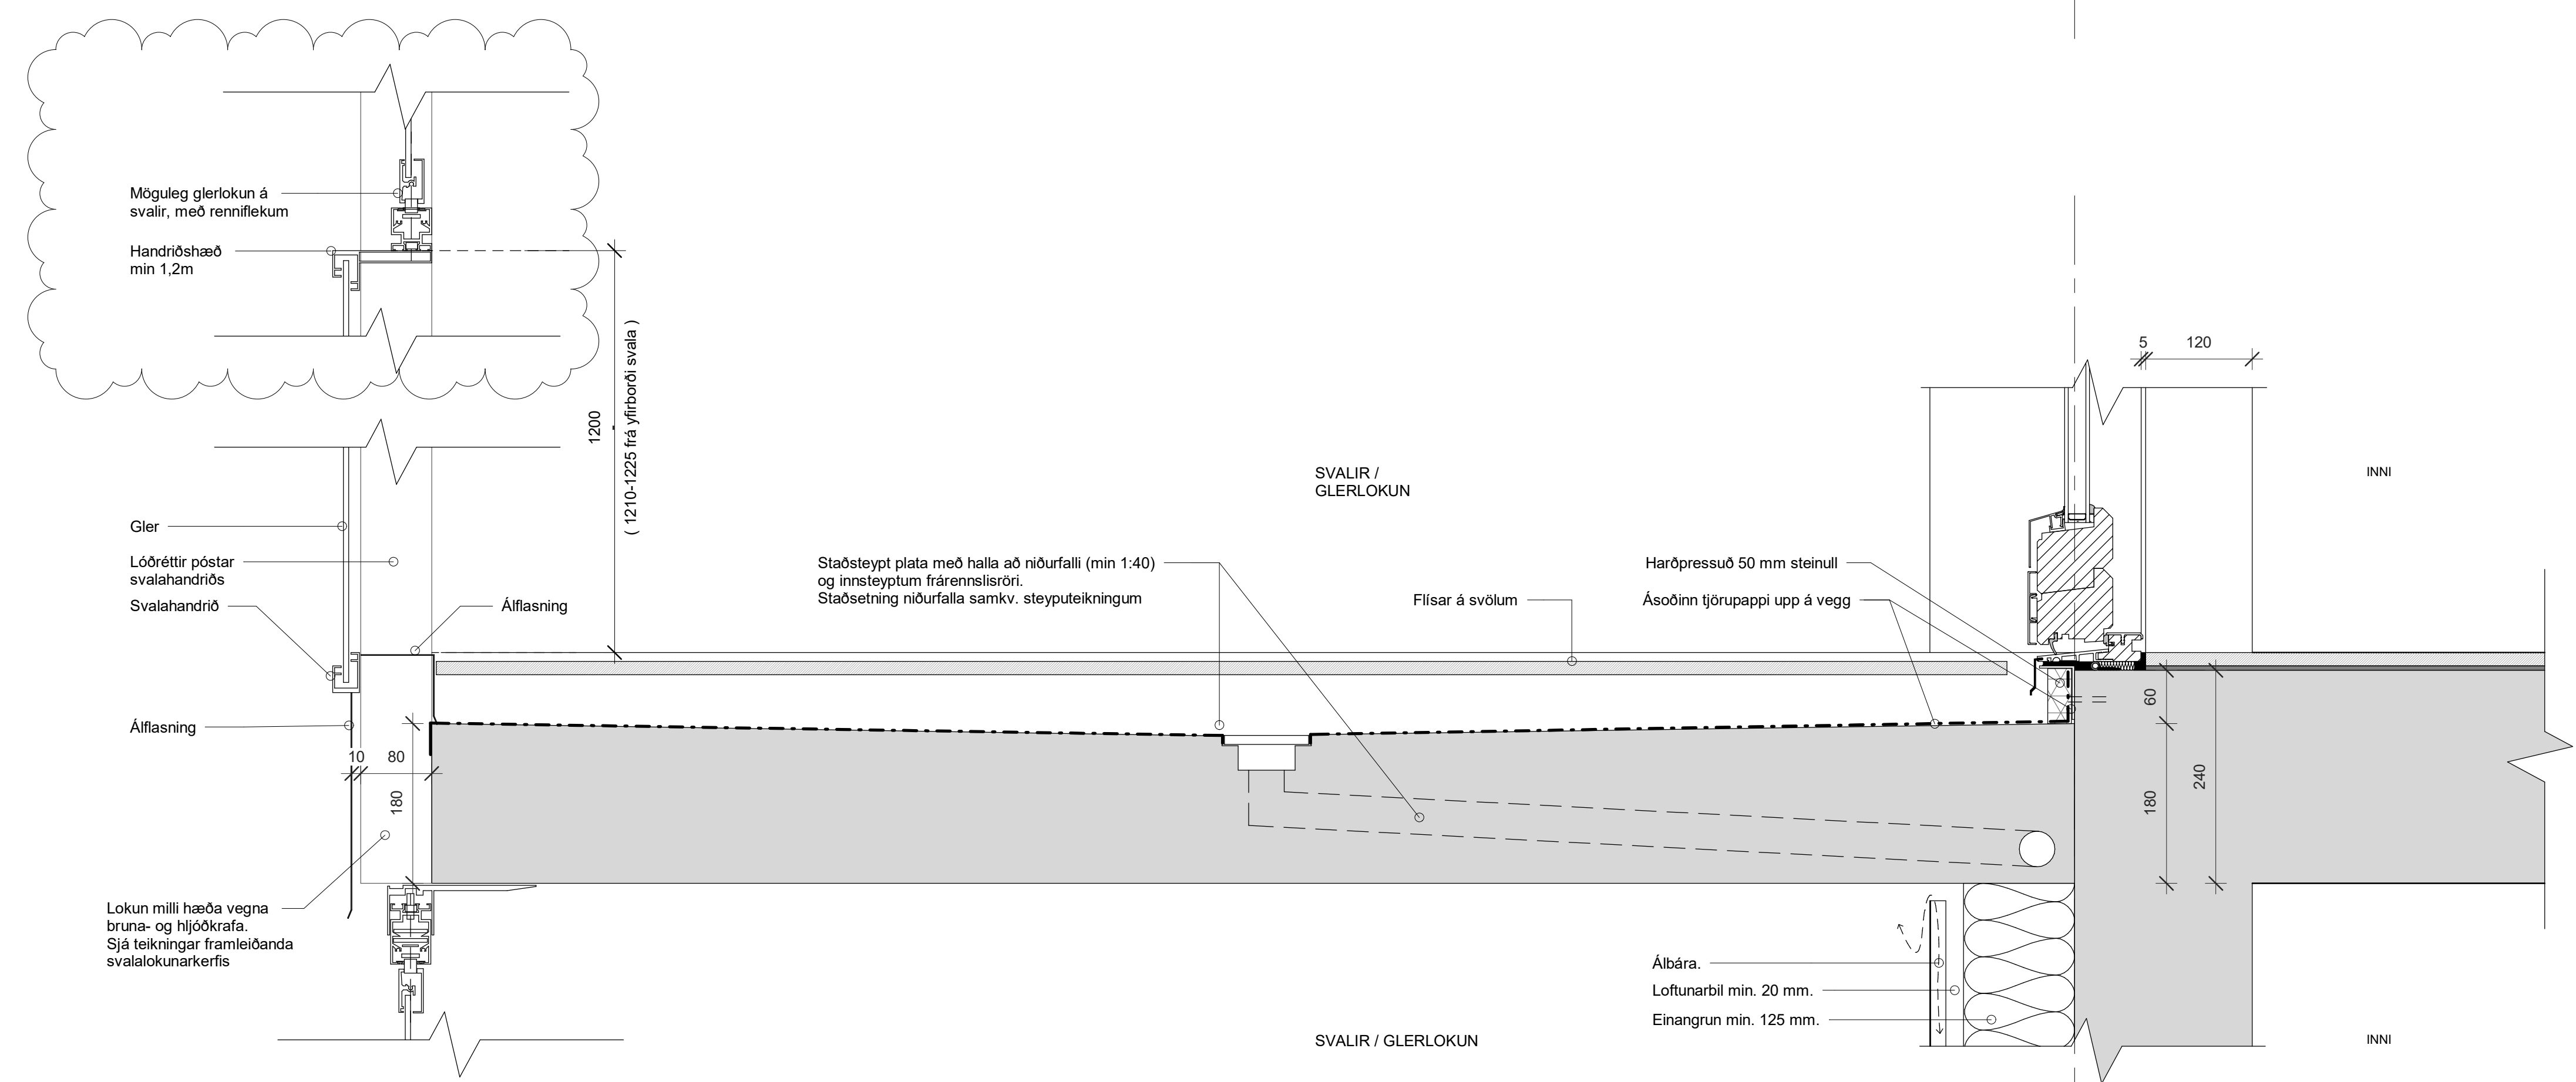 Möguleg glerlokun á
svalir, með renniflekum
Handriðshæð
min 1,2m
1200
( 1210-1225 frá yfirborði svala )
5
120
SVALIR /
GLERLOKUN
INNI
Gler
Lóðréttir póstar
svalahandriðs
Svalahandrið
Álflasning
Staðsteypt plata með halla að niðurfalli (min 1:40)
og innsteyptum frárennslisröri.
Staðsetning niðurfalla samkv. steyputeikningum
Flísar á svölum
Harðpressuð 50 mm steinull
Ásoðinn tjörupappi upp á vegg
Álflasning
10
80
180
60
180
240
Lokun milli hæða vegna
bruna- og hljóðkrafa.
Sjá teikningar framleiðanda
svalalokunarkerfis
Álbára.
Loftunarbil min. 20 mm.
Einangrun min. 125 mm.
SVALIR / GLERLOKUN
INNI